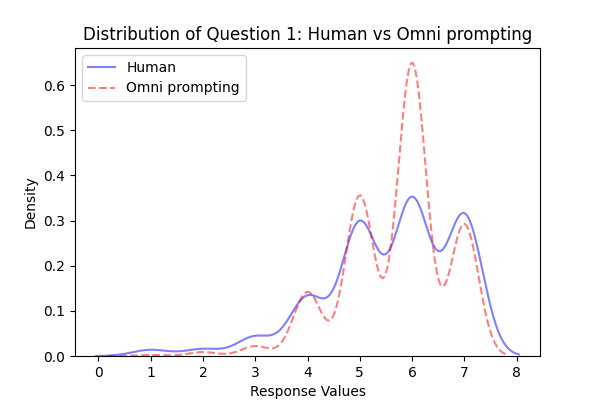 Distribution of Question 1: Human vs Omni prompting
Human
Omni prompting
Density
0.6
0.5
0.4
0.3
0.2
0.1
0.0
0 1 2 3 4 5 6 7 8
Response Values